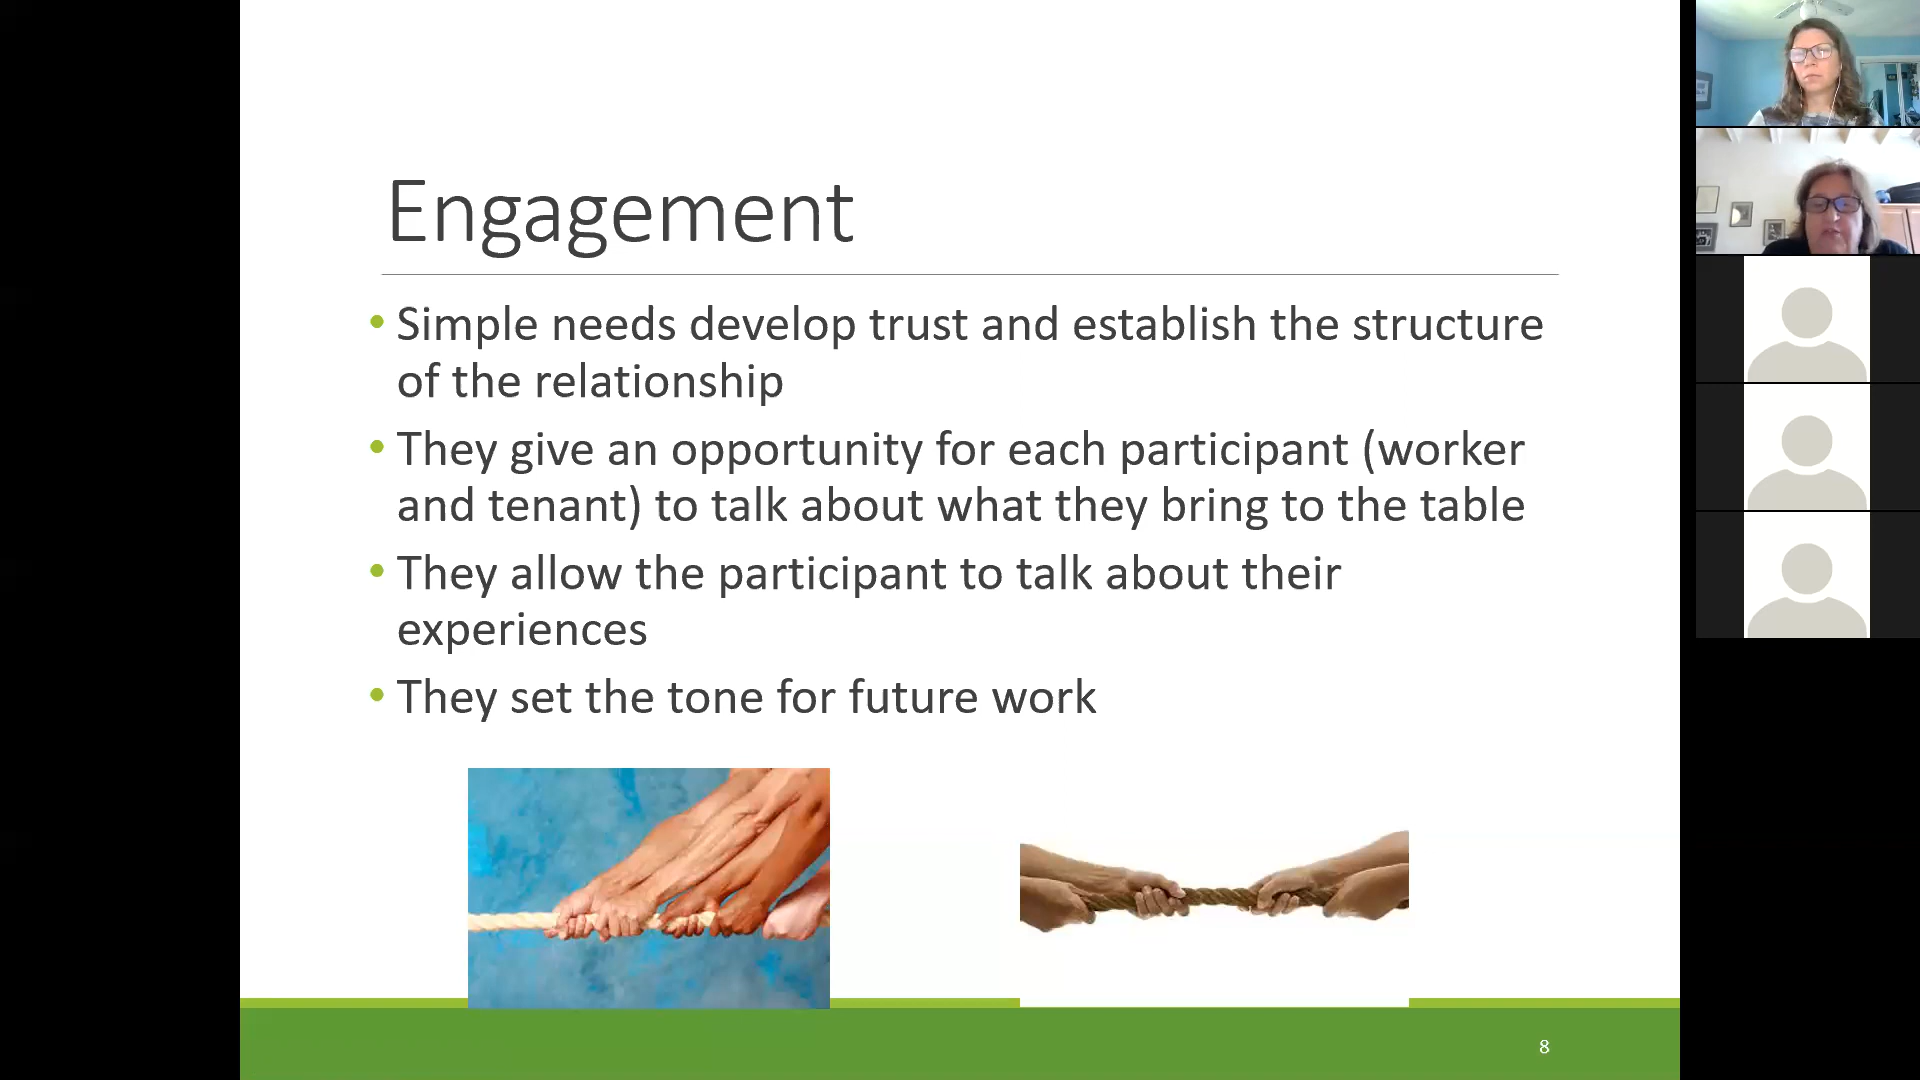 Engagement
• Simple needs develop trust and establish the structure
of the relationship
• They give an opportunity for each participant (worker
and tenant) to talk about what they bring to the table
• They allow the participant to talk about their
experiences
• They set the tone for future work
8